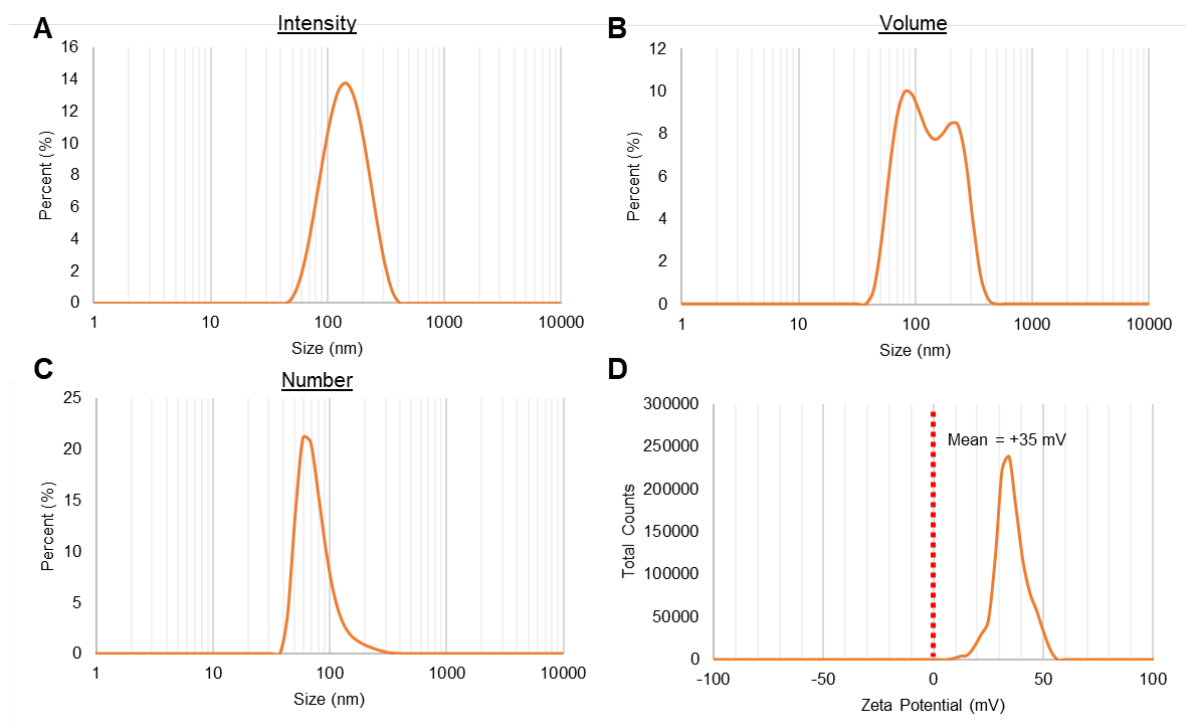 A
Intensity
16
14
12
10
8
6
4
2
0
Percent (%)
1 10 100 1000 10000
Size (nm)
B
Volume
12
10
8
6
4
2
0
Percent (%)
1 10 100 1000 10000
Size (nm)
C
Number
25
20
15
10
5
0
Percent (%)
1 10 100 1000 10000
Size (nm)
D
300000
250000
200000
150000
100000
50000
0
Total Counts
Mean = +35 mV
-100 -50 0 50 100
Zeta Potential (mV)